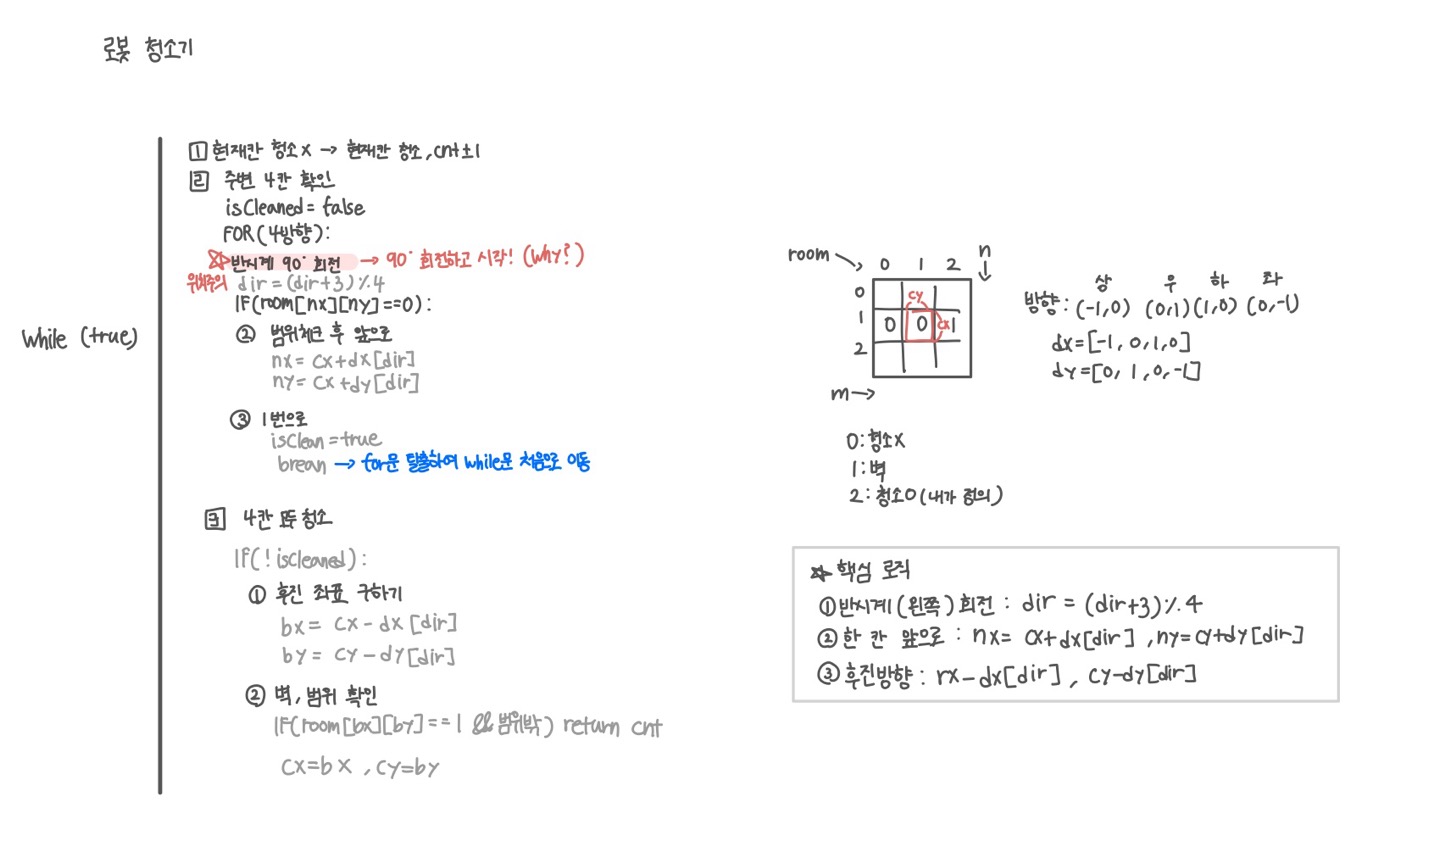 로봇 청소기
while (true)
1 현재칸 청소x → 현재칸 청소, cnt±1
2 주변 4칸 확인
isCleaned = false
FOR(4방향):
☆반시계 90° 회전 → 90° 회전하고 시작! (Why?)
위치주의 dir = (dir+3)%4
IF(room[nx][ny]==0):
② 범위체크 후 앞으로
nx = cx+dx[dir]
ny= cx+dy[dir]
③ 1번으로
isClean =true
brean → for문 탈출하여 while문 처음으로 이동
3 4칸 모두 청소
IF(! isCleaned):
① 후진 좌표 구하기
bx = cx - dx [dir]
by = cy - dy[dir]
② 벽, 범위 확인
IF(room[bx][by]==1 && 범위밖) return cnt
cx=bx , cy=by
room →
n
↓
0 1 2
0
1
2
cy
0 0 cx 1
m→
0: 청소x
1: 벽
2: 청소O (내가 정의)
상 우 하 좌
방향: (-1,0) (0,1) (1,0) (0,-1)
dx=[-1, 0, 1, 0]
dy=[0, 1, 0, -1]
☆ 핵심 로직
①반시계(왼쪽) 회전 : dir = (dir+3)%4
②한 칸 앞으로 : nx= cx+dx[dir] , ny=cy+dy[dir]
③후진방향 : rx-dx[dir] , cy-dy[dir]